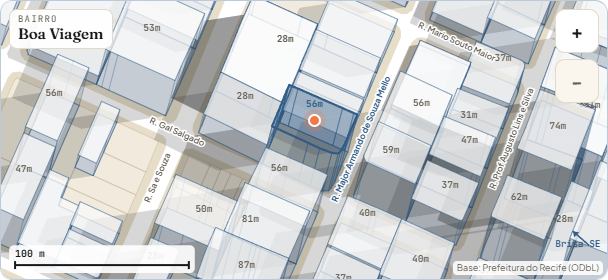 BAIRRO
Boa Viagem
53m
28m
R. Mario Souto Maior
37m
+
−
56m
28m
56m
56m
31m
74m
R. Gal Salgado
R. Major Armando de Souza Mello
R. Prof Augusto Lins e Silva
47m
59m
47m
R. Sa e Souza
56m
37m
50m
81m
40m
62m
28m
Brisa SE
87m
40m
37m
100 m
Base: Prefeitura do Recife (ODbL)